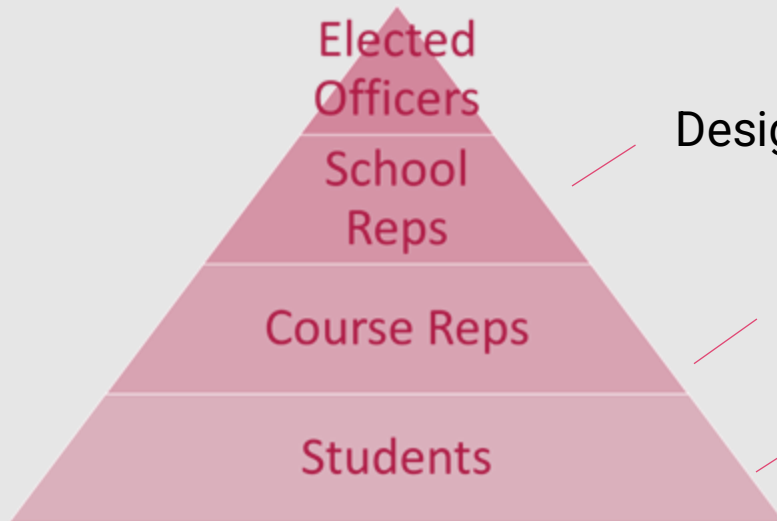 Elected
Officers
School
Reps
Course Reps
Students